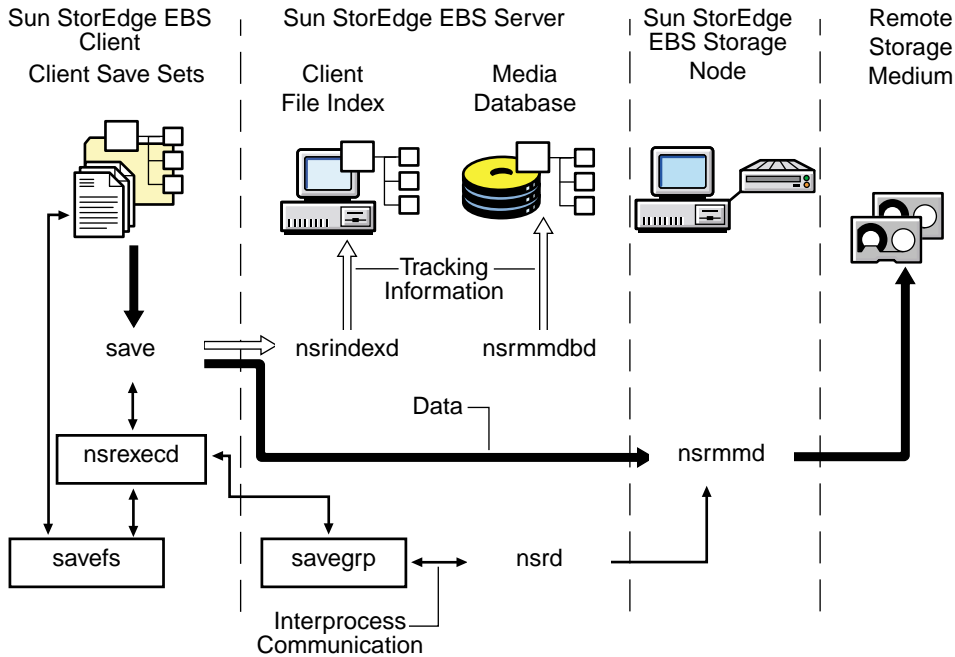 Sun StorEdge EBS
Client
Client Save Sets
Sun StorEdge EBS Server
Client
File Index
Media
Database
Sun StorEdge
EBS Storage
Node
Remote
Storage
Medium
Tracking
Information
save
nsrindexd
nsrmmdbd
Data
nsrexecd
nsrmmd
savefs
savegrp
nsrd
Interprocess
Communication